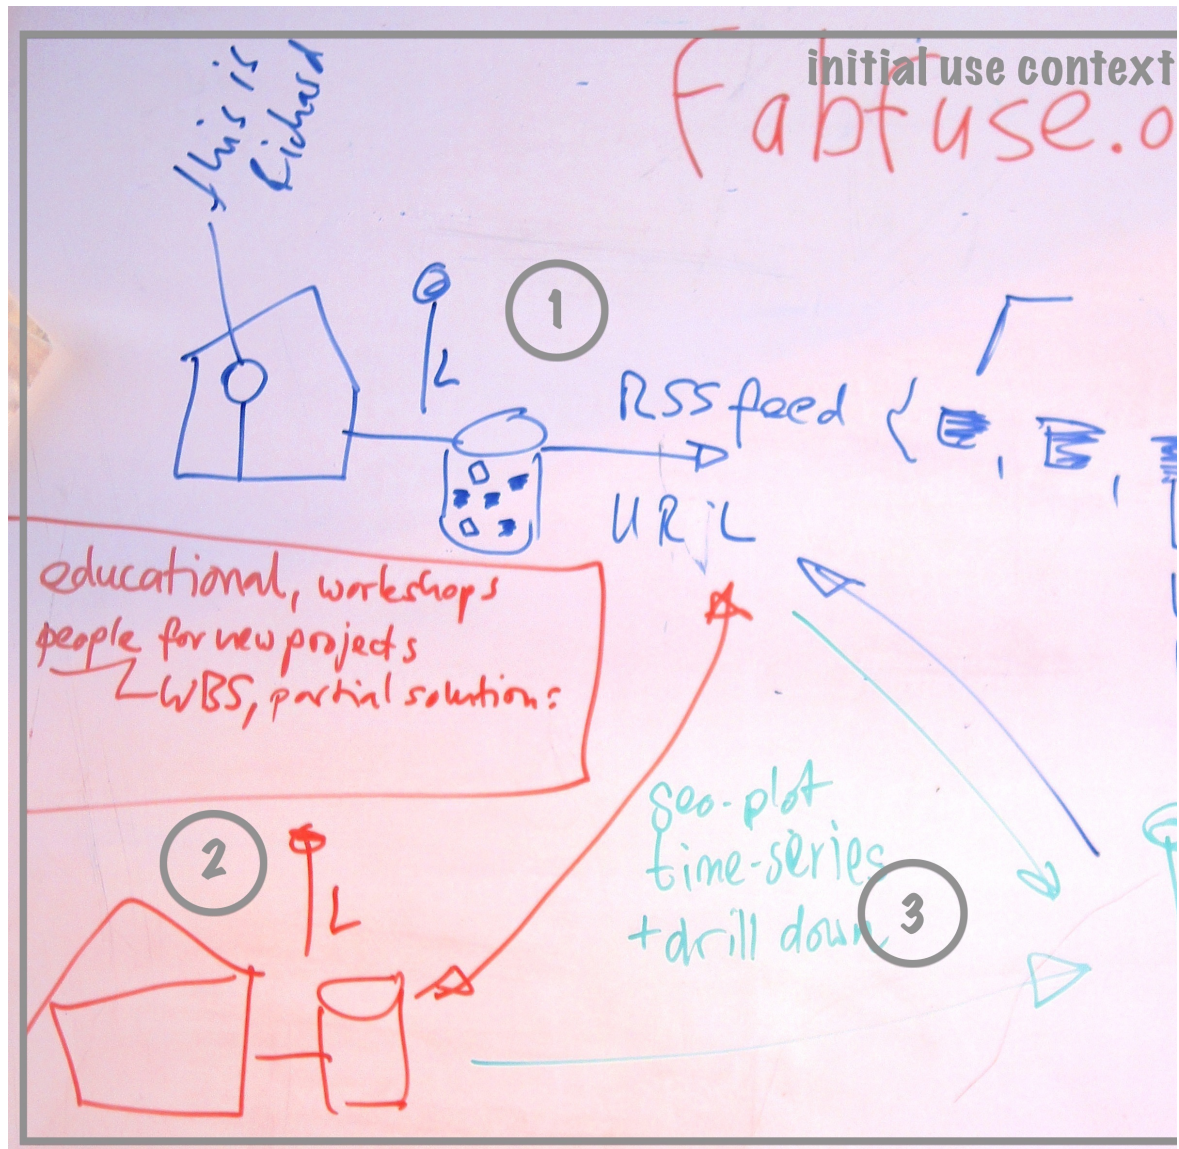 initial use context
Fabfuse.o
this is
Richard
1
L
RSS feed {
URL
educational, workshops
people for new projects
WBS, partial solutions
geo-plot
time-series
+ drill down
2
3
L